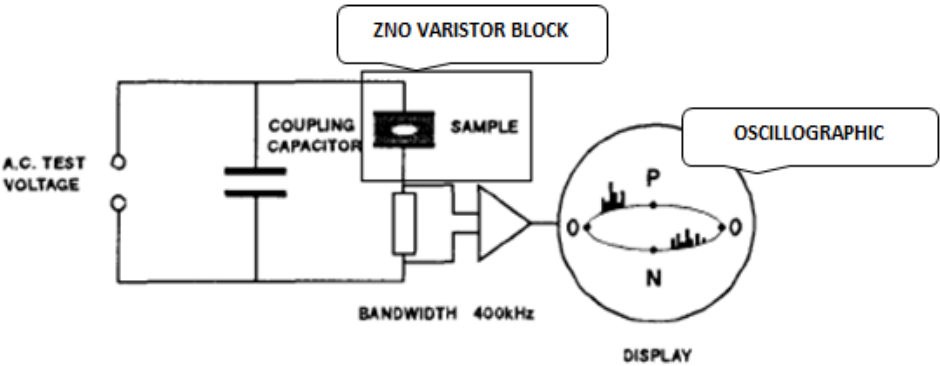 ZNO VARISTOR BLOCK
COUPLING
CAPACITOR
SAMPLE
OSCILLOGRAPHIC
A.C. TEST
VOLTAGE
P
O
O
N
BANDWIDTH 400kHz
DISPLAY